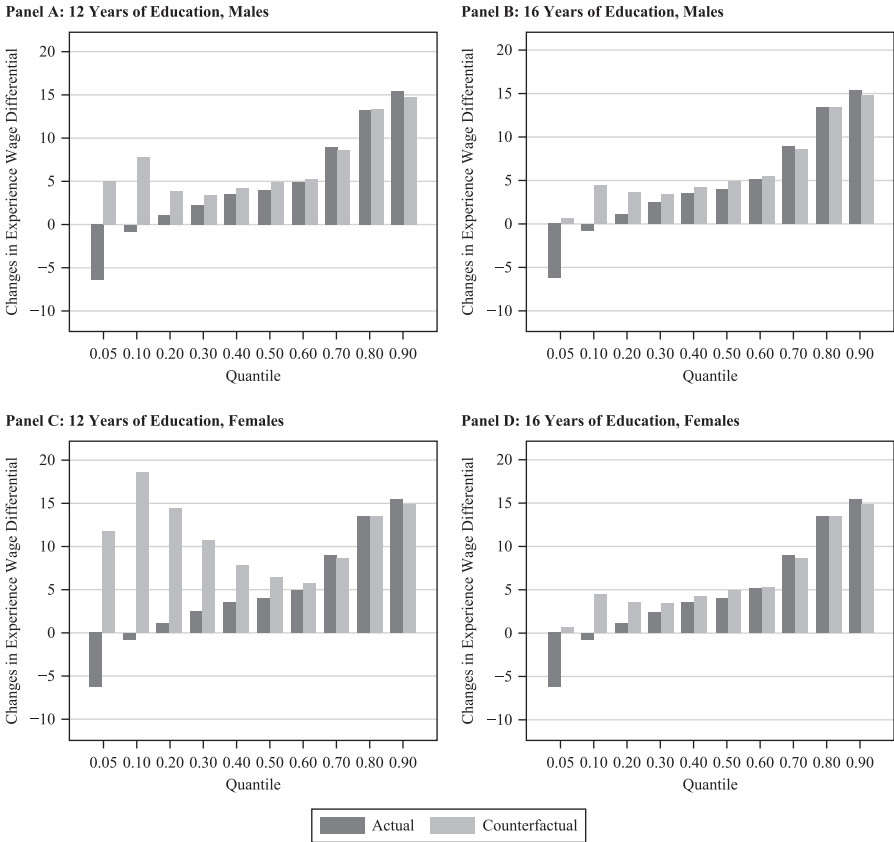 Panel A: 12 Years of Education, Males
Changes in Experience Wage Differential
20
15
10
5
0
−5
−10
0.05 0.10 0.20 0.30 0.40 0.50 0.60 0.70 0.80 0.90
Quantile
Panel B: 16 Years of Education, Males
Changes in Experience Wage Differential
20
15
10
5
0
−5
−10
0.05 0.10 0.20 0.30 0.40 0.50 0.60 0.70 0.80 0.90
Quantile
Panel C: 12 Years of Education, Females
Changes in Experience Wage Differential
20
15
10
5
0
−5
−10
0.05 0.10 0.20 0.30 0.40 0.50 0.60 0.70 0.80 0.90
Quantile
Panel D: 16 Years of Education, Females
Changes in Experience Wage Differential
20
15
10
5
0
−5
−10
0.05 0.10 0.20 0.30 0.40 0.50 0.60 0.70 0.80 0.90
Quantile
Actual Counterfactual